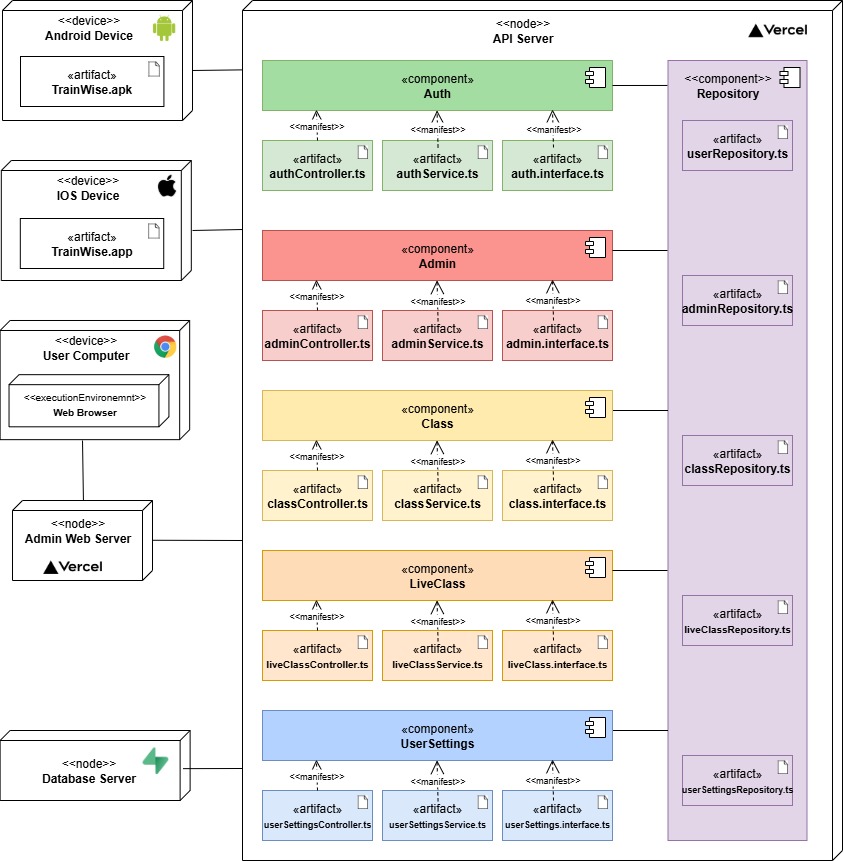 <<device>>
Android Device
«artifact»
TrainWise.apk
<<device>>
IOS Device
«artifact»
TrainWise.app
<<device>>
User Computer
<<executionEnvironemnt>>
Web Browser
<<node>>
Admin Web Server
Vercel
<<node>>
Database Server
<<node>>
API Server
Vercel
«component»
Auth
<<manifest>>
<<manifest>>
<<manifest>>
«artifact»
authController.ts
«artifact»
authService.ts
«artifact»
auth.interface.ts
«component»
Admin
<<manifest>>
<<manifest>>
<<manifest>>
«artifact»
adminController.ts
«artifact»
adminService.ts
«artifact»
admin.interface.ts
«component»
Class
<<manifest>>
<<manifest>>
<<manifest>>
«artifact»
classController.ts
«artifact»
classService.ts
«artifact»
class.interface.ts
«component»
LiveClass
<<manifest>>
<<manifest>>
<<manifest>>
«artifact»
liveClassController.ts
«artifact»
liveClassService.ts
«artifact»
liveClass.interface.ts
«component»
UserSettings
<<manifest>>
<<manifest>>
<<manifest>>
«artifact»
userSettingsController.ts
«artifact»
userSettingsService.ts
«artifact»
userSettings.interface.ts
<<component>>
Repository
«artifact»
userRepository.ts
«artifact»
adminRepository.ts
«artifact»
classRepository.ts
«artifact»
liveClassRepository.ts
«artifact»
userSettingsRepository.ts